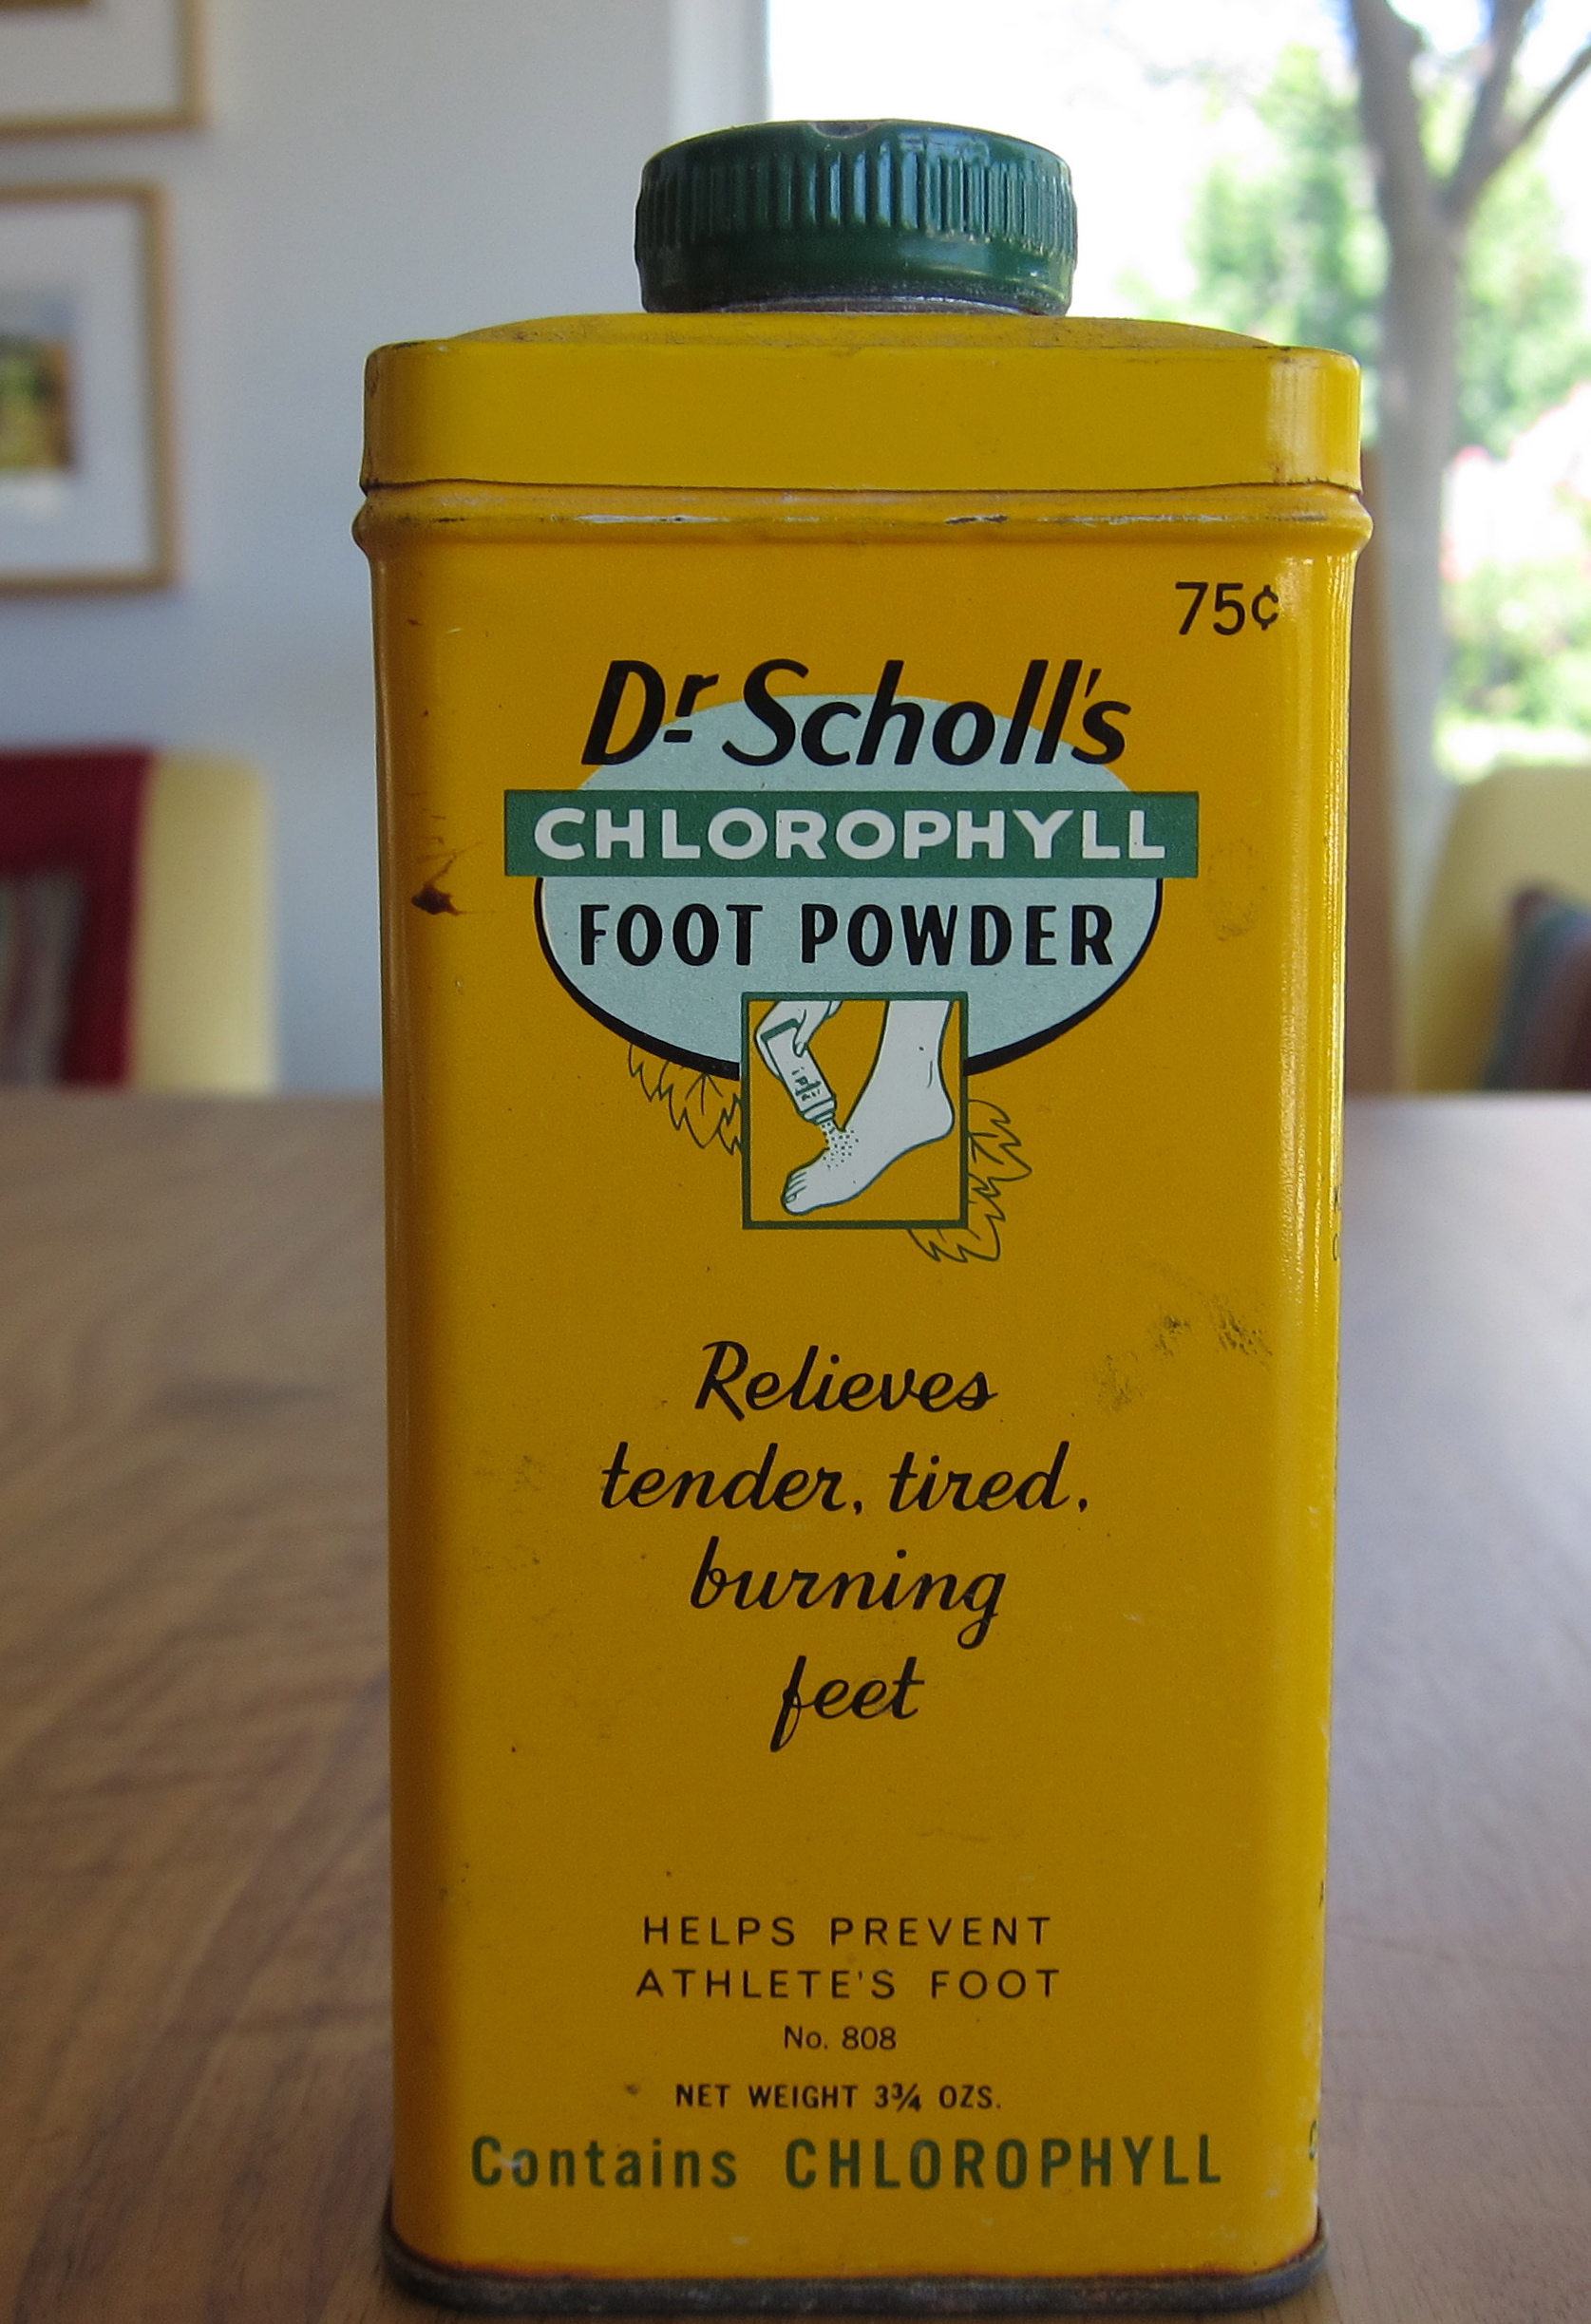 75¢
Dr Scholl's
CHLOROPHYLL
FOOT POWDER
Relieves
tender, tired,
burning
feet
HELPS PREVENT
ATHLETE'S FOOT
No. 808
NET WEIGHT 3¾ OZS.
Contains CHLOROPHYLL